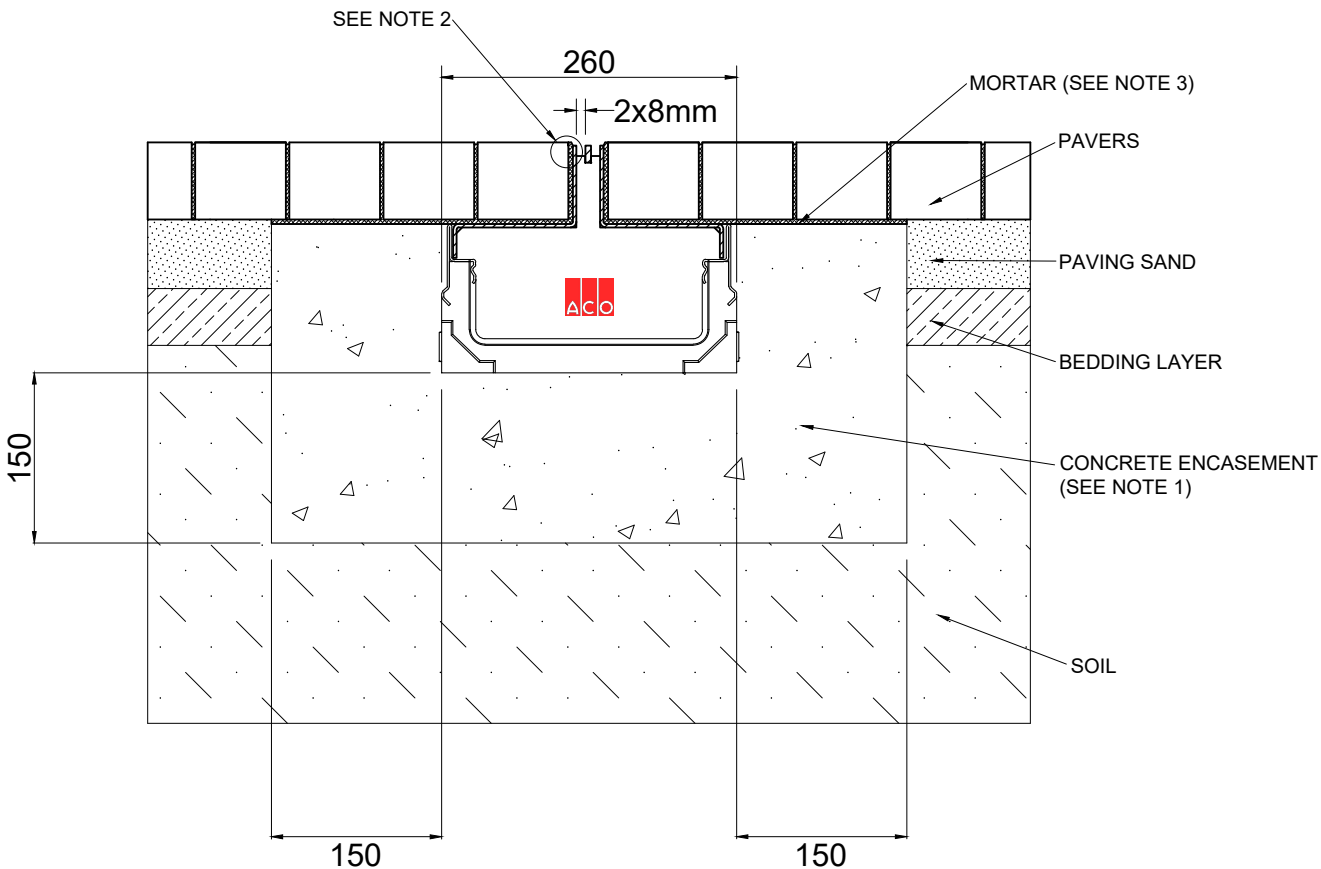 SEE NOTE 2
260
2x8mm
MORTAR (SEE NOTE 3)
PAVERS
ACO
PAVING SAND
BEDDING LAYER
150
CONCRETE ENCASEMENT
(SEE NOTE 1)
SOIL
150
150